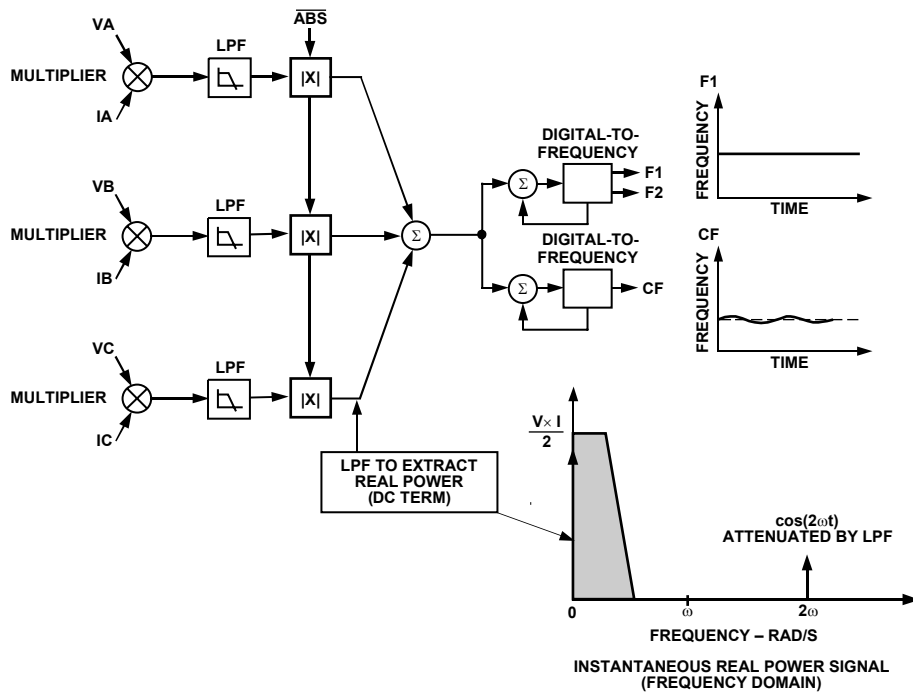 VA
MULTIPLIER
IA
LPF
ABS
|X|
VB
MULTIPLIER
IB
LPF
|X|
VC
MULTIPLIER
IC
LPF
|X|
Σ
DIGITAL-TO-
FREQUENCY
Σ
F1
F2
DIGITAL-TO-
FREQUENCY
Σ
CF
F1
FREQUENCY
TIME
CF
FREQUENCY
TIME
LPF TO EXTRACT
REAL POWER
(DC TERM)
V× I
2
cos(2ωt)
ATTENUATED BY LPF
0
ω
2ω
FREQUENCY – RAD/S
INSTANTANEOUS REAL POWER SIGNAL
(FREQUENCY DOMAIN)